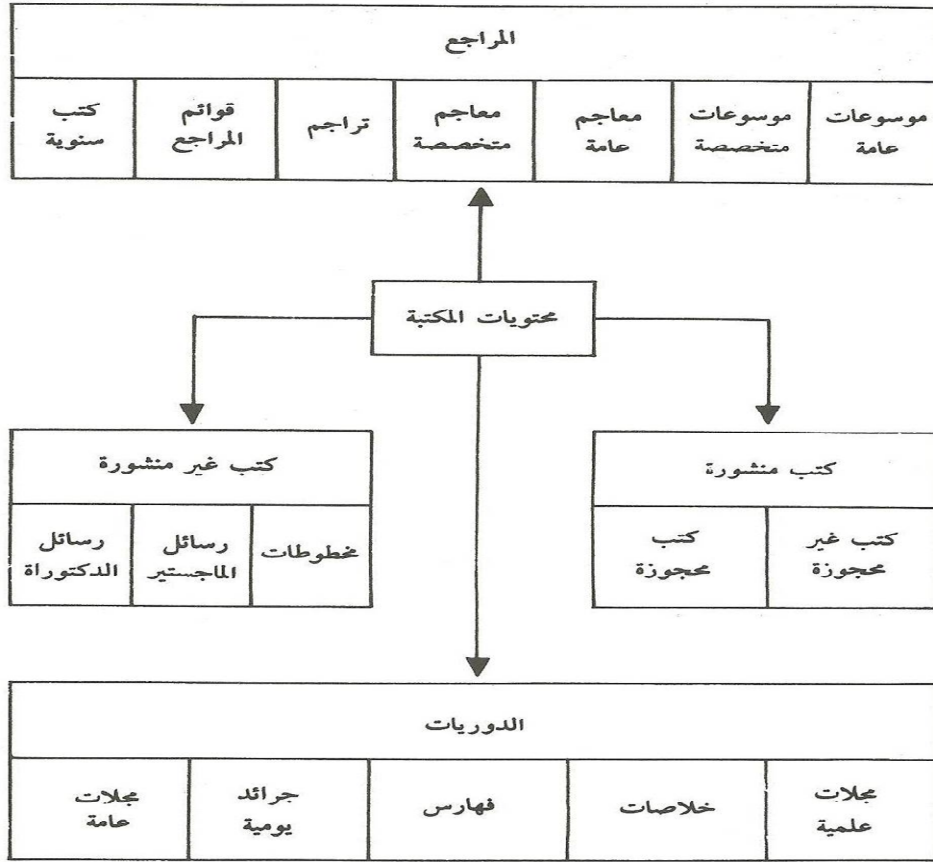 المراجع
موسوعات
عامة
موسوعات
متخصصة
معاجم
عامة
معاجم
متخصصة
تراجم
قوائم
المراجع
كتب
سنوية
محتويات المكتبة
كتب منشورة
كتب غير
محجوزة
كتب
محجوزة
كتب غير منشورة
مخطوطات
رسائل
الماجستير
رسائل
الدكتوراة
الدوريات
مجلات
علمية
خلاصات
فهارس
جرائد
يومية
مجلات
عامة